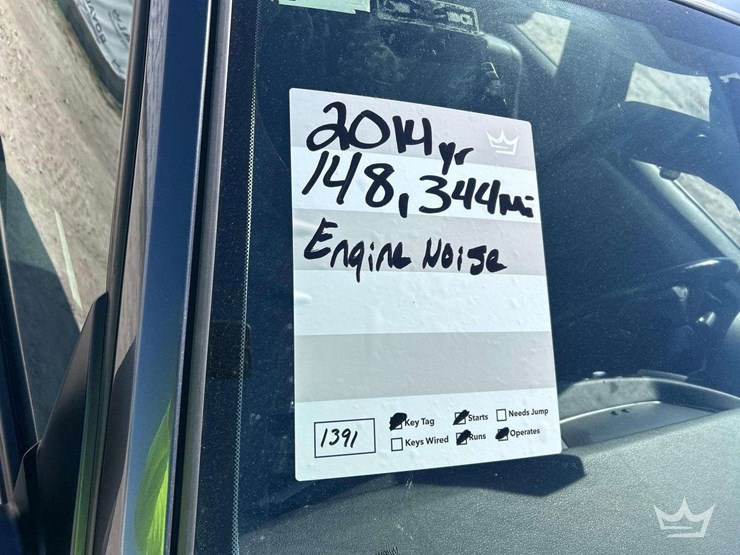 2014 yr
148,344 mi
Engine Noise
1391
Key Tag Starts Needs Jump
Keys Wired Runs Operates